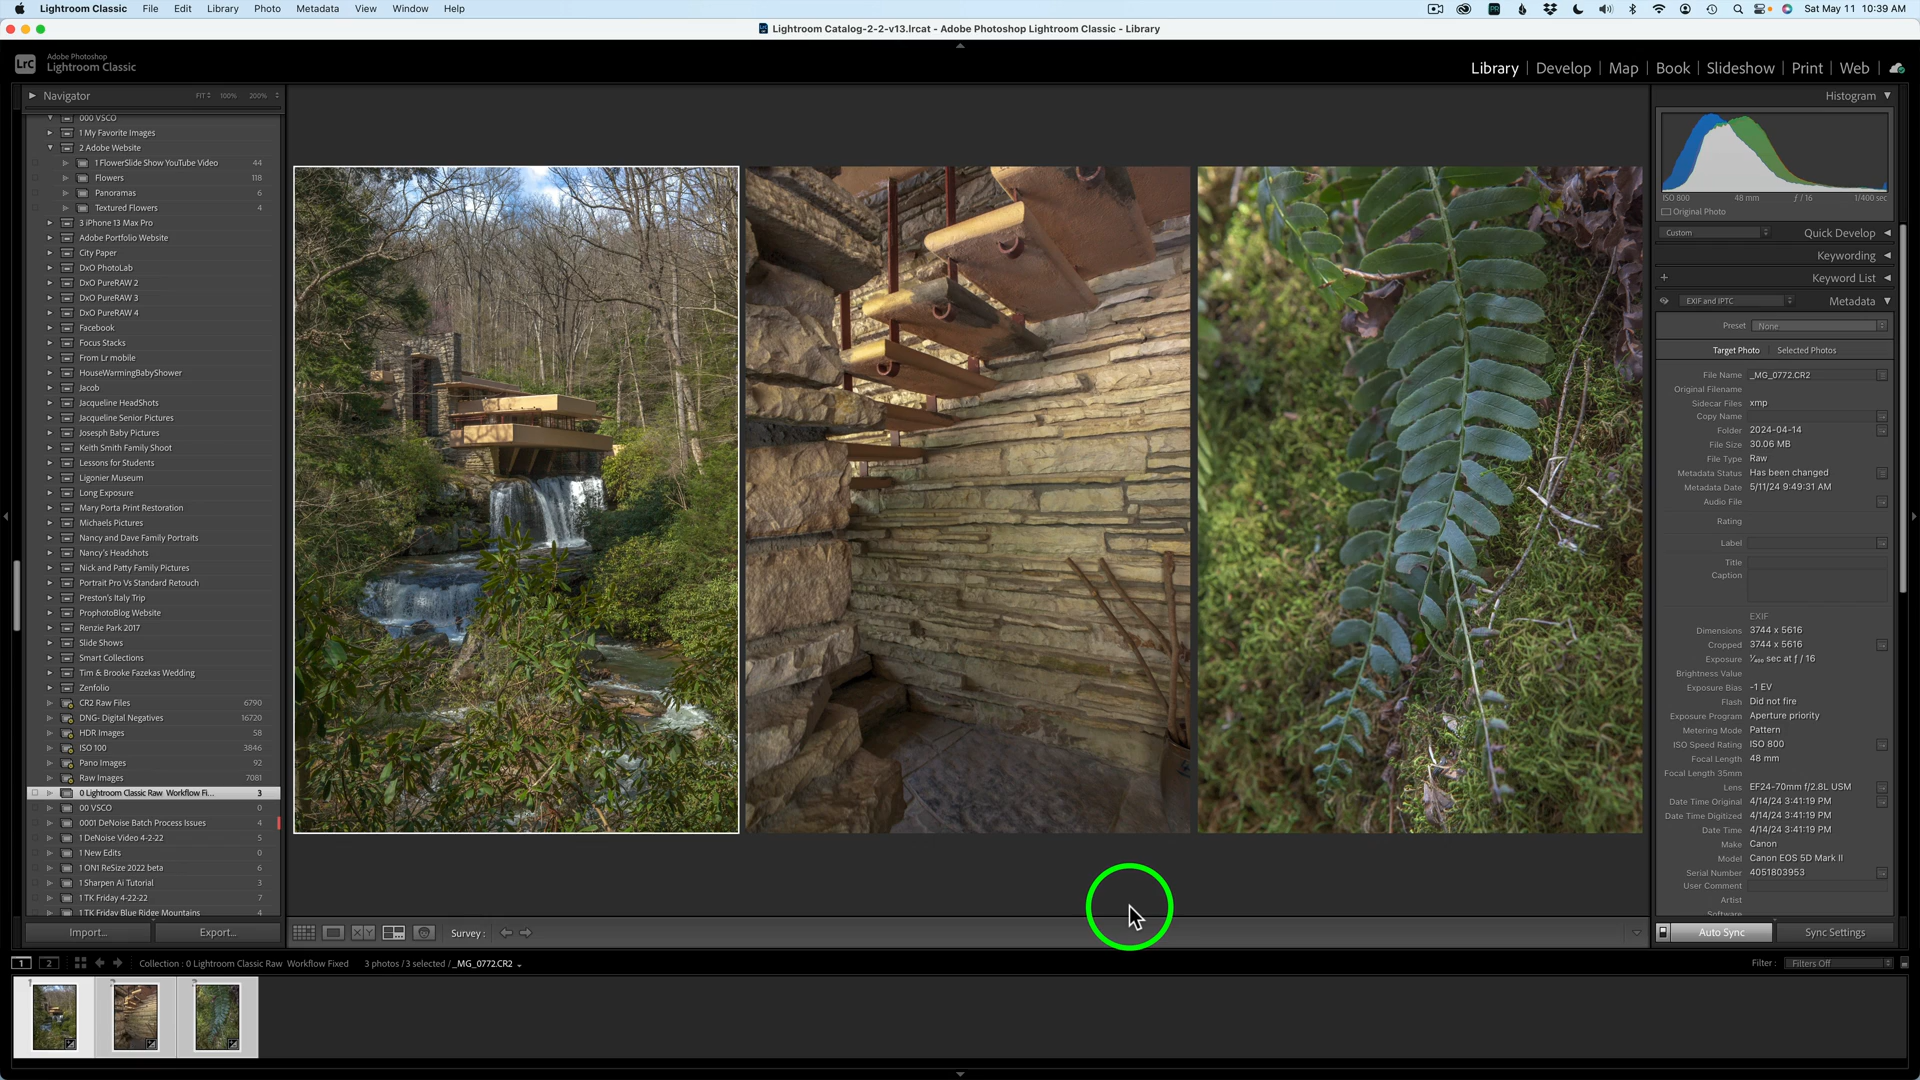 Lightroom Classic File Edit Library Photo Metadata View Window Help Sat May 11 10:39 AM
Lightroom Catalog-2-2-v13.lrcat - Adobe Photoshop Lightroom Classic - Library
LrC
Adobe Photoshop
Lightroom Classic
Library | Develop | Map | Book | Slideshow | Print | Web
Navigator FIT 100% 200%
000 VSCO
1 My Favorite Images
2 Adobe Website
1 FlowerSlide Show YouTube Video 44
Flowers 118
Panoramas 6
Textured Flowers 4
3 iPhone 13 Max Pro
Adobe Portfolio Website
City Paper
DxO PhotoLab
DxO PureRAW 2
DxO PureRAW 3
DxO PureRAW 4
Facebook
Focus Stacks
From Lr mobile
HouseWarmingBabyShower
Jacob
Jacqueline HeadShots
Jacqueline Senior Pictures
Josesph Baby Pictures
Keith Smith Family Shoot
Lessons for Students
Ligonier Museum
Long Exposure
Mary Porta Print Restoration
Michaels Pictures
Nancy and Dave Family Portraits
Nancy's Headshots
Nick and Patty Family Pictures
Portrait Pro Vs Standard Retouch
Preston's Italy Trip
ProphotoBlog Website
Renzie Park 2017
Slide Shows
Smart Collections
Tim & Brooke Fazekas Wedding
Zenfolio
CR2 Raw Files 6790
DNG- Digital Negatives 16720
HDR Images 58
ISO 100 3846
Pano Images 92
Raw Images 7081
0 Lightroom Classic Raw Workflow Fi... 3
00 VSCO 0
0001 DeNoise Batch Process Issues 4
1 DeNoise Video 4-2-22 5
1 New Edits 0
1 ON1 ReSize 2022 beta 6
1 Sharpen Ai Tutorial 3
1 TK Friday 4-22-22 7
1 TK Friday Blue Ridge Mountains 4
Import... Export...
Survey :
Histogram
ISO 800 48 mm ƒ / 16 1/400 sec
Original Photo
Custom Quick Develop
Keywording
+ Keyword List
EXIF and IPTC Metadata
Preset None
Target Photo Selected Photos
File Name _MG_0772.CR2
Original Filename
Sidecar Files xmp
Copy Name
Folder 2024-04-14
File Size 30.06 MB
File Type Raw
Metadata Status Has been changed
Metadata Date 5/11/24 9:49:31 AM
Audio File
Rating
Label
Title
Caption
EXIF
Dimensions 3744 x 5616
Cropped 3744 x 5616
Exposure 1/400 sec at ƒ / 16
Brightness Value
Exposure Bias -1 EV
Flash Did not fire
Exposure Program Aperture priority
Metering Mode Pattern
ISO Speed Rating ISO 800
Focal Length 48 mm
Focal Length 35mm
Lens EF24-70mm f/2.8L USM
Date Time Original 4/14/24 3:41:19 PM
Date Time Digitized 4/14/24 3:41:19 PM
Date Time 4/14/24 3:41:19 PM
Make Canon
Model Canon EOS 5D Mark II
Serial Number 4051803953
User Comment
Artist
Software
Auto Sync Sync Settings
1 2 Collection : 0 Lightroom Classic Raw Workflow Fixed 3 photos / 3 selected / _MG_0772.CR2 Filter : Filters Off
1 2 3